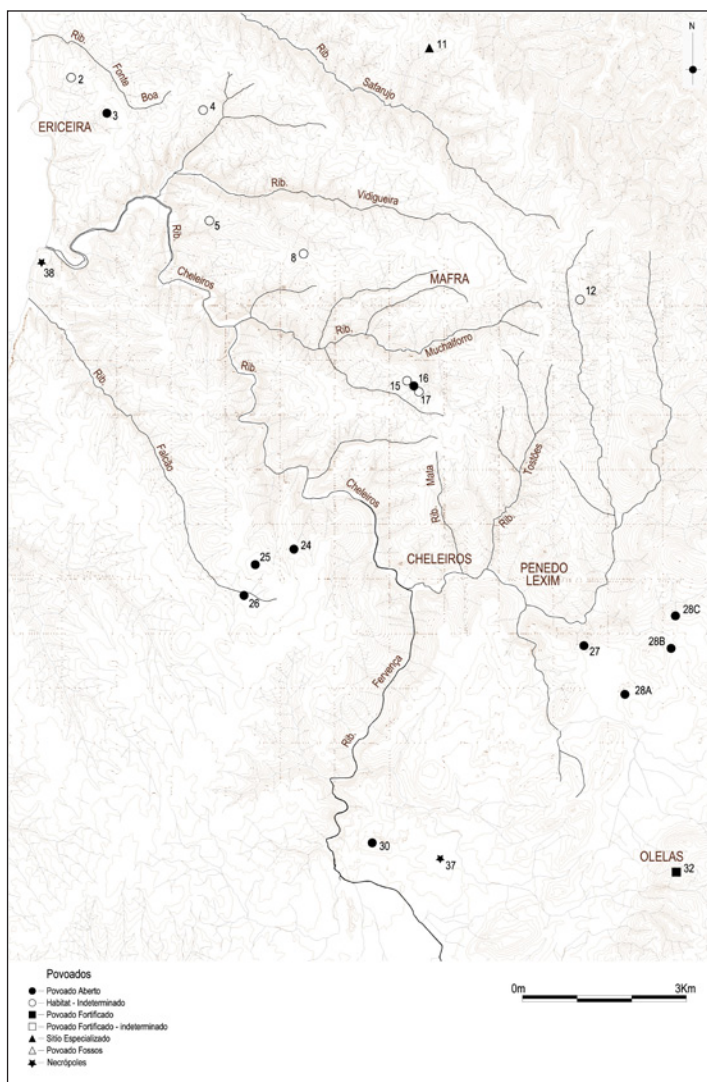 N
11
Rib.
Safarujo
Rib.
Fonte
Boa
2
3
4
ERICEIRA
Rib.
Vidigueira
5
Rib.
Cheleiros
8
38
MAFRA
12
Rib.
Muchalforro
Rib.
15
16
17
Rib.
Falcão
Tostões
Rib.
Mata
Rib.
Cheleiros
24
25
26
CHELEIROS
PENEDO
LEXIM
28C
28B
27
28A
Fervença
Rib.
30
37
OLELAS
32
Povoados
Povoado Aberto
Habitat - Indeterminado
Povoado Fortificado
Povoado Fortificado - indeterminado
Sítio Especializado
Povoado Fossos
Necrópoles
0m 3Km